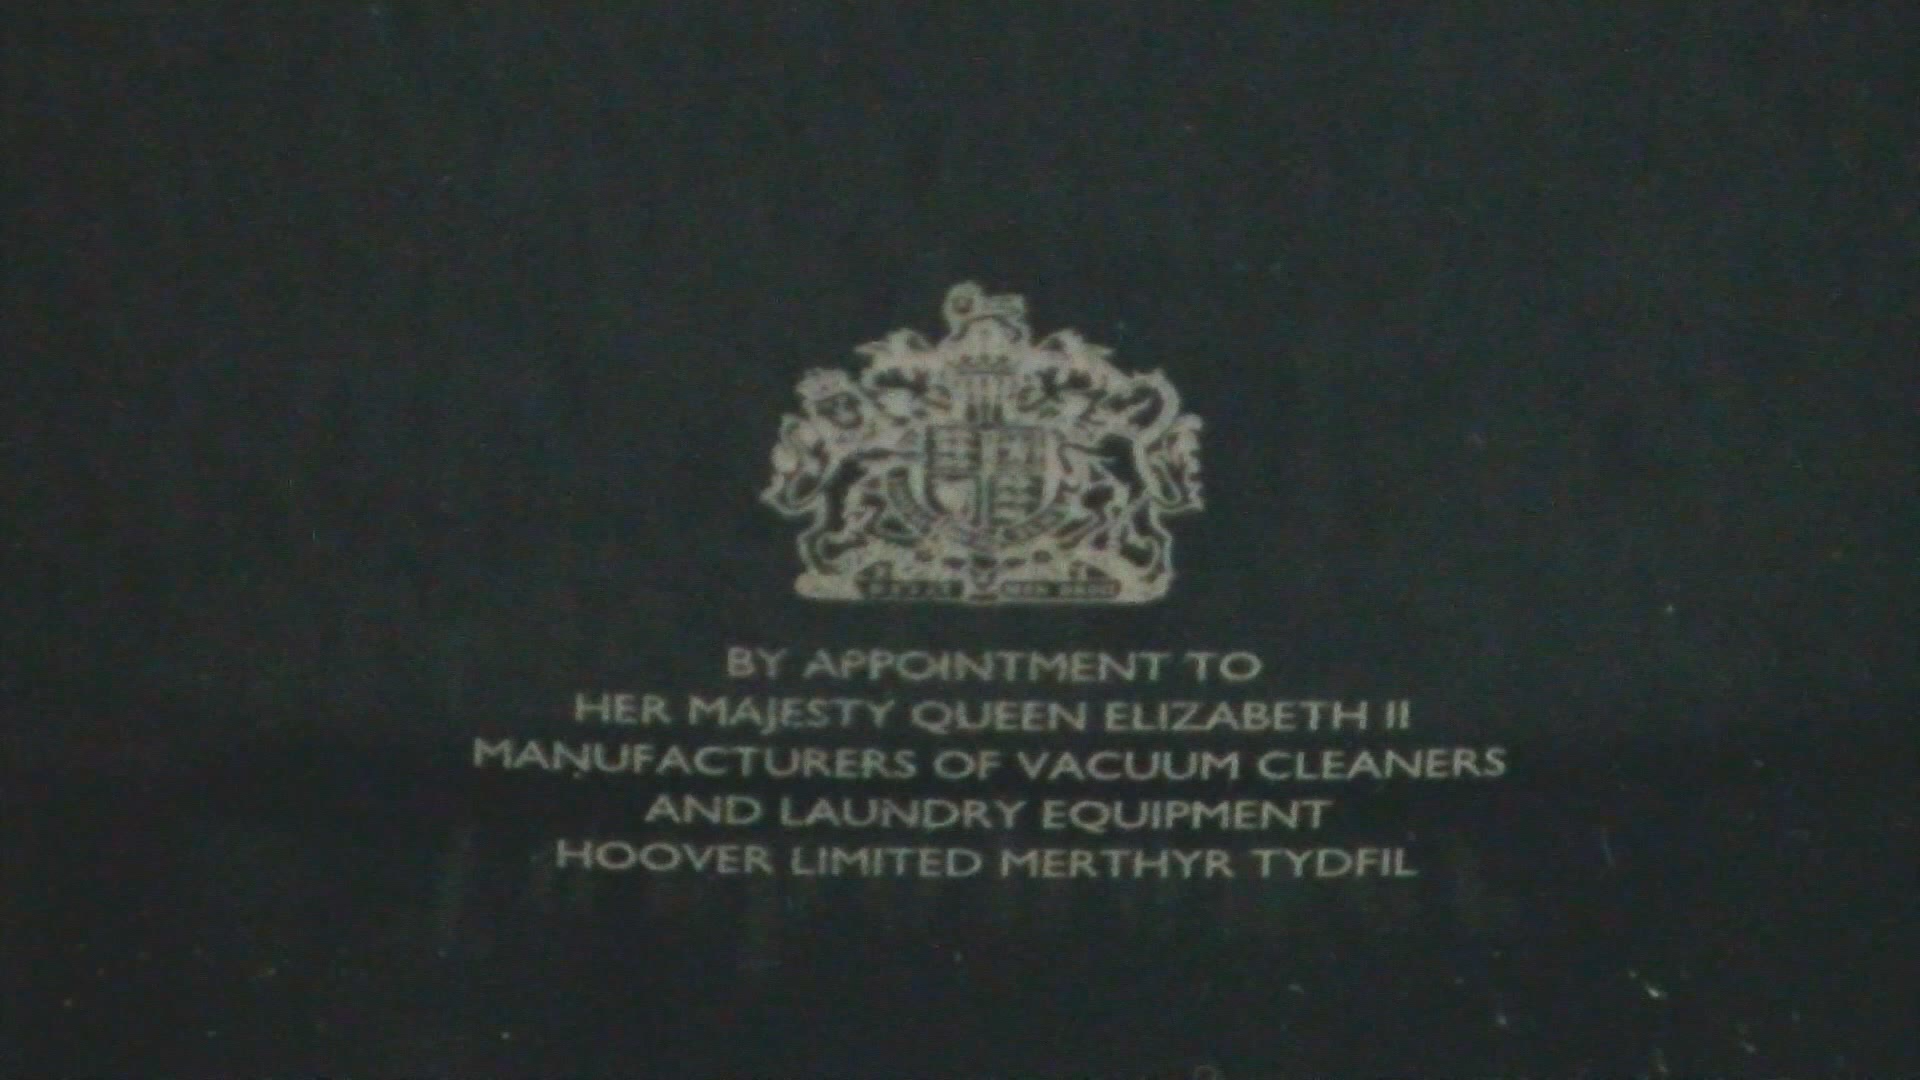 BY APPOINTMENT TO
HER MAJESTY QUEEN ELIZABETH II
MANUFACTURERS OF VACUUM CLEANERS
AND LAUNDRY EQUIPMENT
HOOVER LIMITED MERTHYR TYDFIL